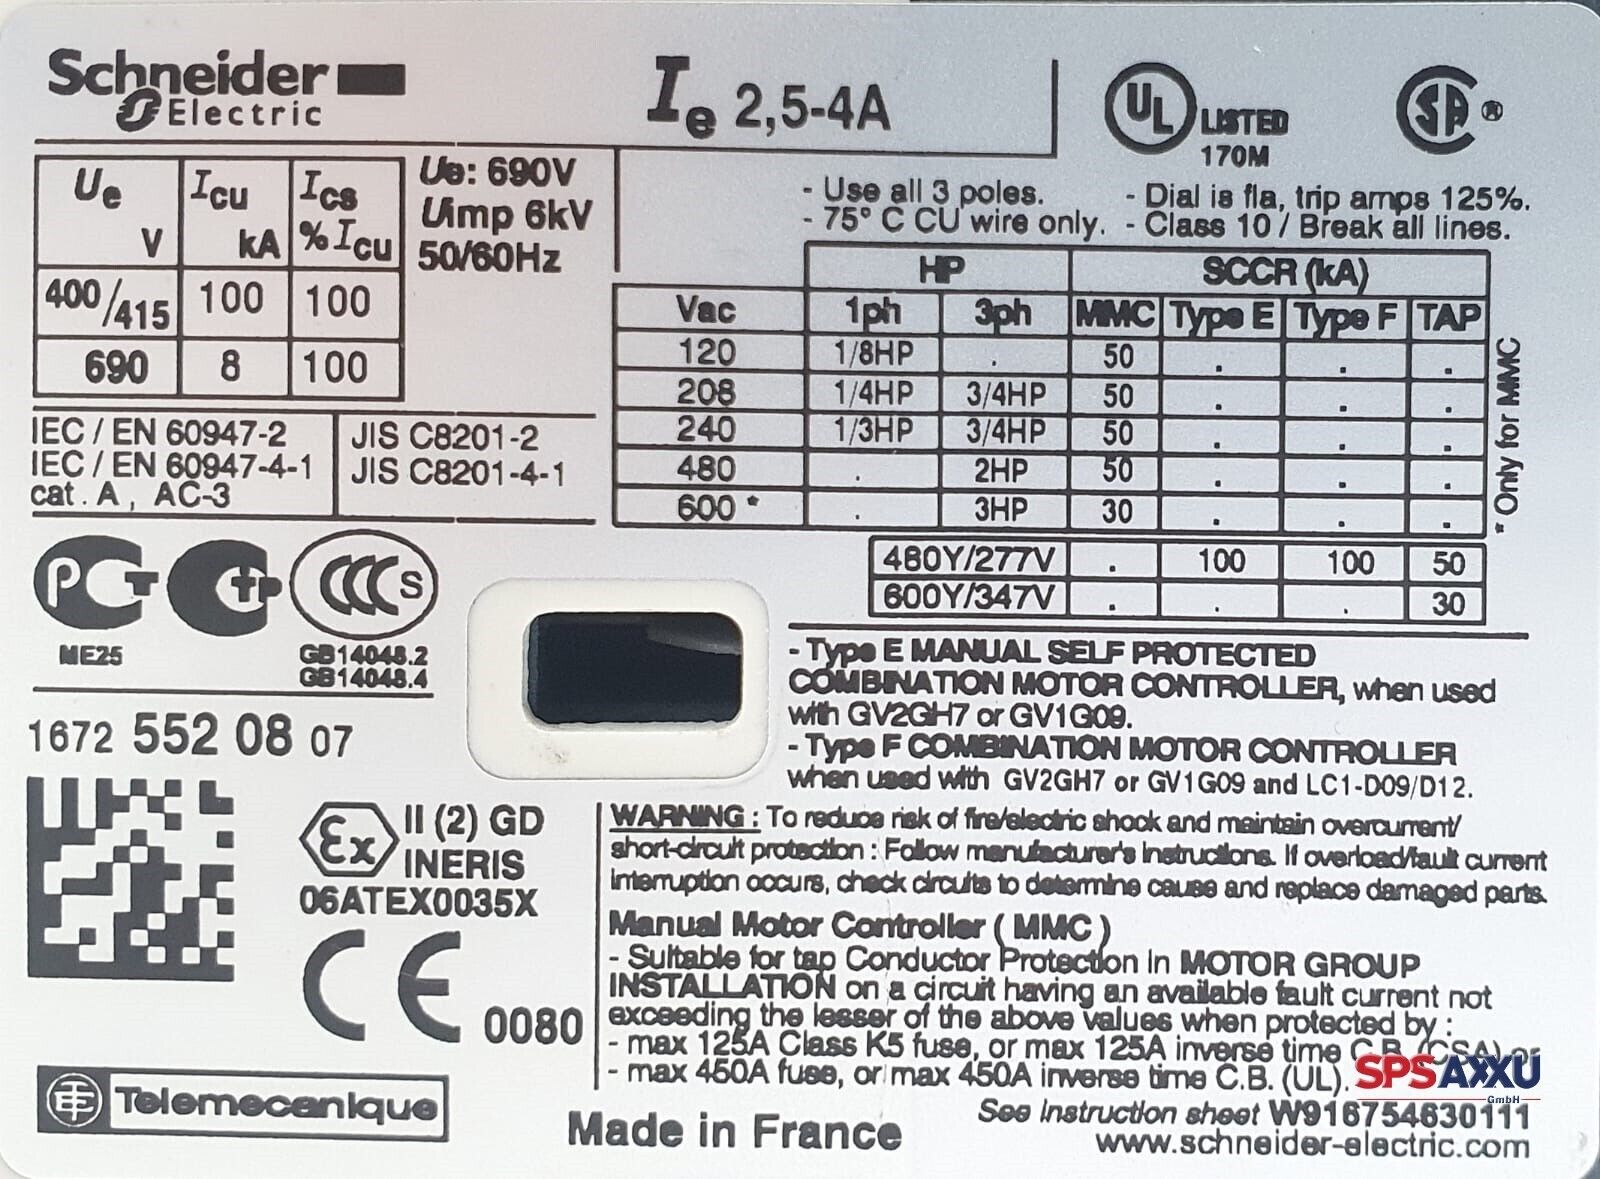 Schneider Electric
Ie 2,5-4A
UL LISTED 170M
SA ®
Ue V | Icu kA | Ics %Icu
400/415 | 100 | 100
690 | 8 | 100
Ue: 690V
Uimp 6kV
50/60Hz
- Use all 3 poles.
- 75° C CU wire only.
- Dial is fla, trip amps 125%.
- Class 10 / Break all lines.
HP | SCCR (kA)
Vac | 1ph | 3ph | MMC | Type E | Type F | TAP
120 | 1/8HP | . | 50 | . | . | .
208 | 1/4HP | 3/4HP | 50 | . | . | .
240 | 1/3HP | 3/4HP | 50 | . | . | .
480 | . | 2HP | 50 | . | . | .
600 * | . | 3HP | 30 | . | . | .
480Y/277V | . | 100 | 100 | 50
600Y/347V | . | . | . | 30
* Only for MMC
IEC / EN 60947-2
IEC / EN 60947-4-1
cat. A, AC-3
JIS C8201-2
JIS C8201-4-1
ME25
CCC S
GB14048.2
GB14048.4
1672 552 08 07
- Type E MANUAL SELF PROTECTED
COMBINATION MOTOR CONTROLLER, when used
with GV2GH7 or GV1G09.
- Type F COMBINATION MOTOR CONTROLLER
when used with GV2GH7 or GV1G09 and LC1-D09/D12.
Ex II (2) GD
INERIS
06ATEX0035X
CE 0080
WARNING : To reduce risk of fire/electric shock and maintain overcurrent/
short-circuit protection : Follow manufacturer's instructions. If overload/fault current
interruption occurs, check circuits to determine cause and replace damaged parts.
Manual Motor Controller ( MMC )
- Suitable for tap Conductor Protection in MOTOR GROUP
INSTALLATION on a circuit having an available fault current not
exceeding the lesser of the above values when protected by :
- max 125A Class K5 fuse, or max 125A inverse time C.B. (CSA) or
- max 450A fuse, or max 450A inverse time C.B. (UL).
SPSAXXU GmbH
Telemecanique
Made in France
See instruction sheet W916754630111
www.schneider-electric.com